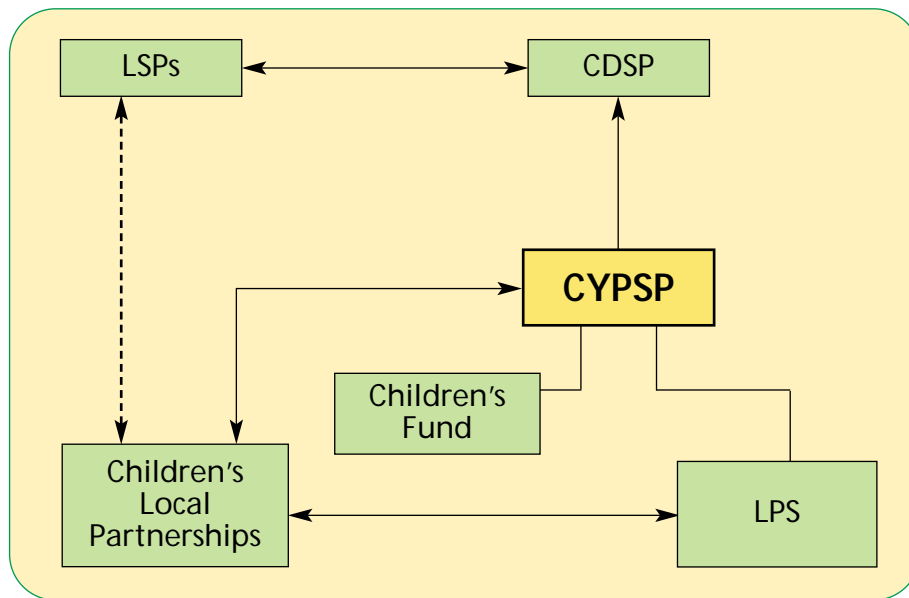 LSPs
CDSP
CYPSP
Children's
Fund
Children's
Local
Partnerships
LPS